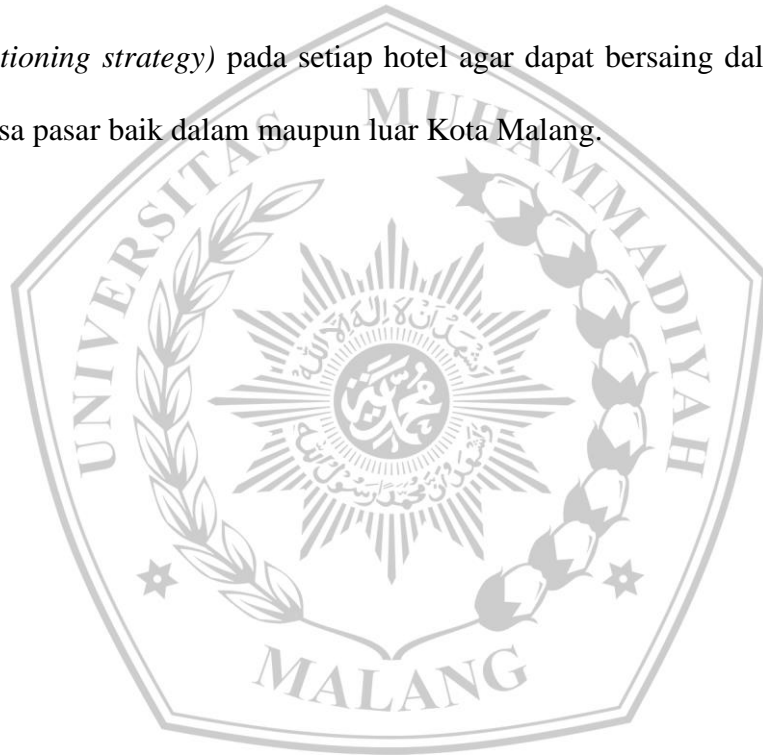 tioning strategy) pada setiap hotel agar dapat bersaing dal
sa pasar baik dalam maupun luar Kota Malang.
UNIVERSITAS MUHAMMADIYAH
MALANG